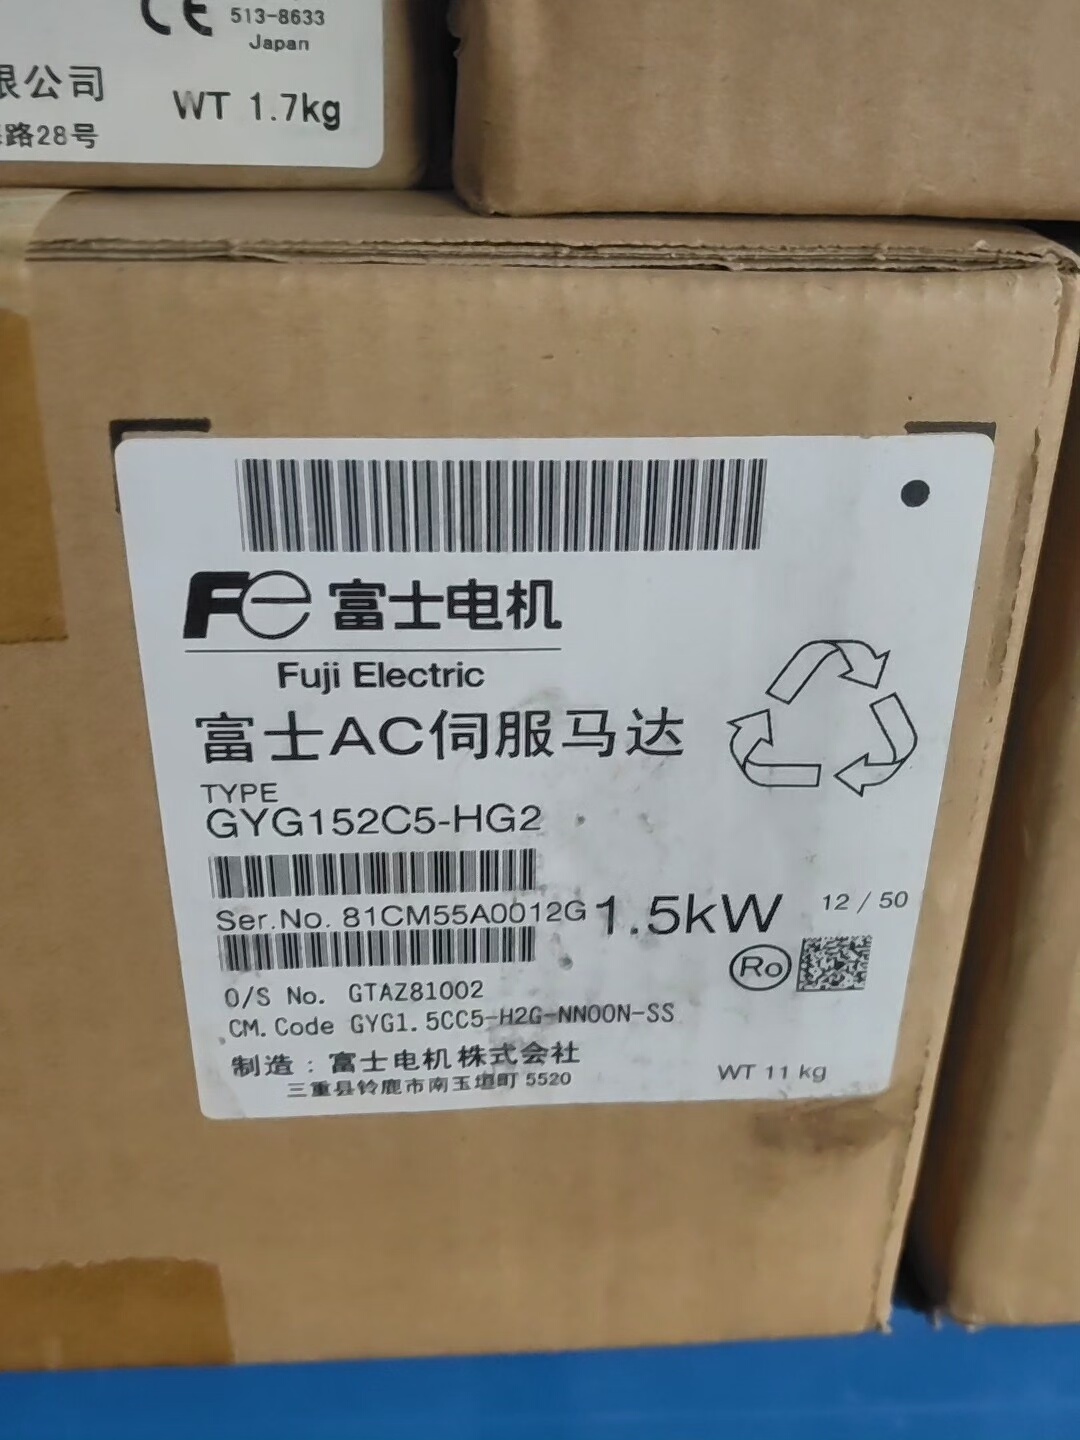 513-8633
Japan
限公司
WT 1.7kg
路28号
Fe 富士电机
Fuji Electric
富士AC伺服马达
TYPE
GYG152C5-HG2
Ser.No. 81CM55A0012G
1.5kW
12 / 50
Ro
O/S No. GTAZ81002
CM.Code GYG1.5CC5-H2G-NN00N-SS
制造：富士电机株式会社
三重县铃鹿市南玉垣町 5520
WT 11 kg